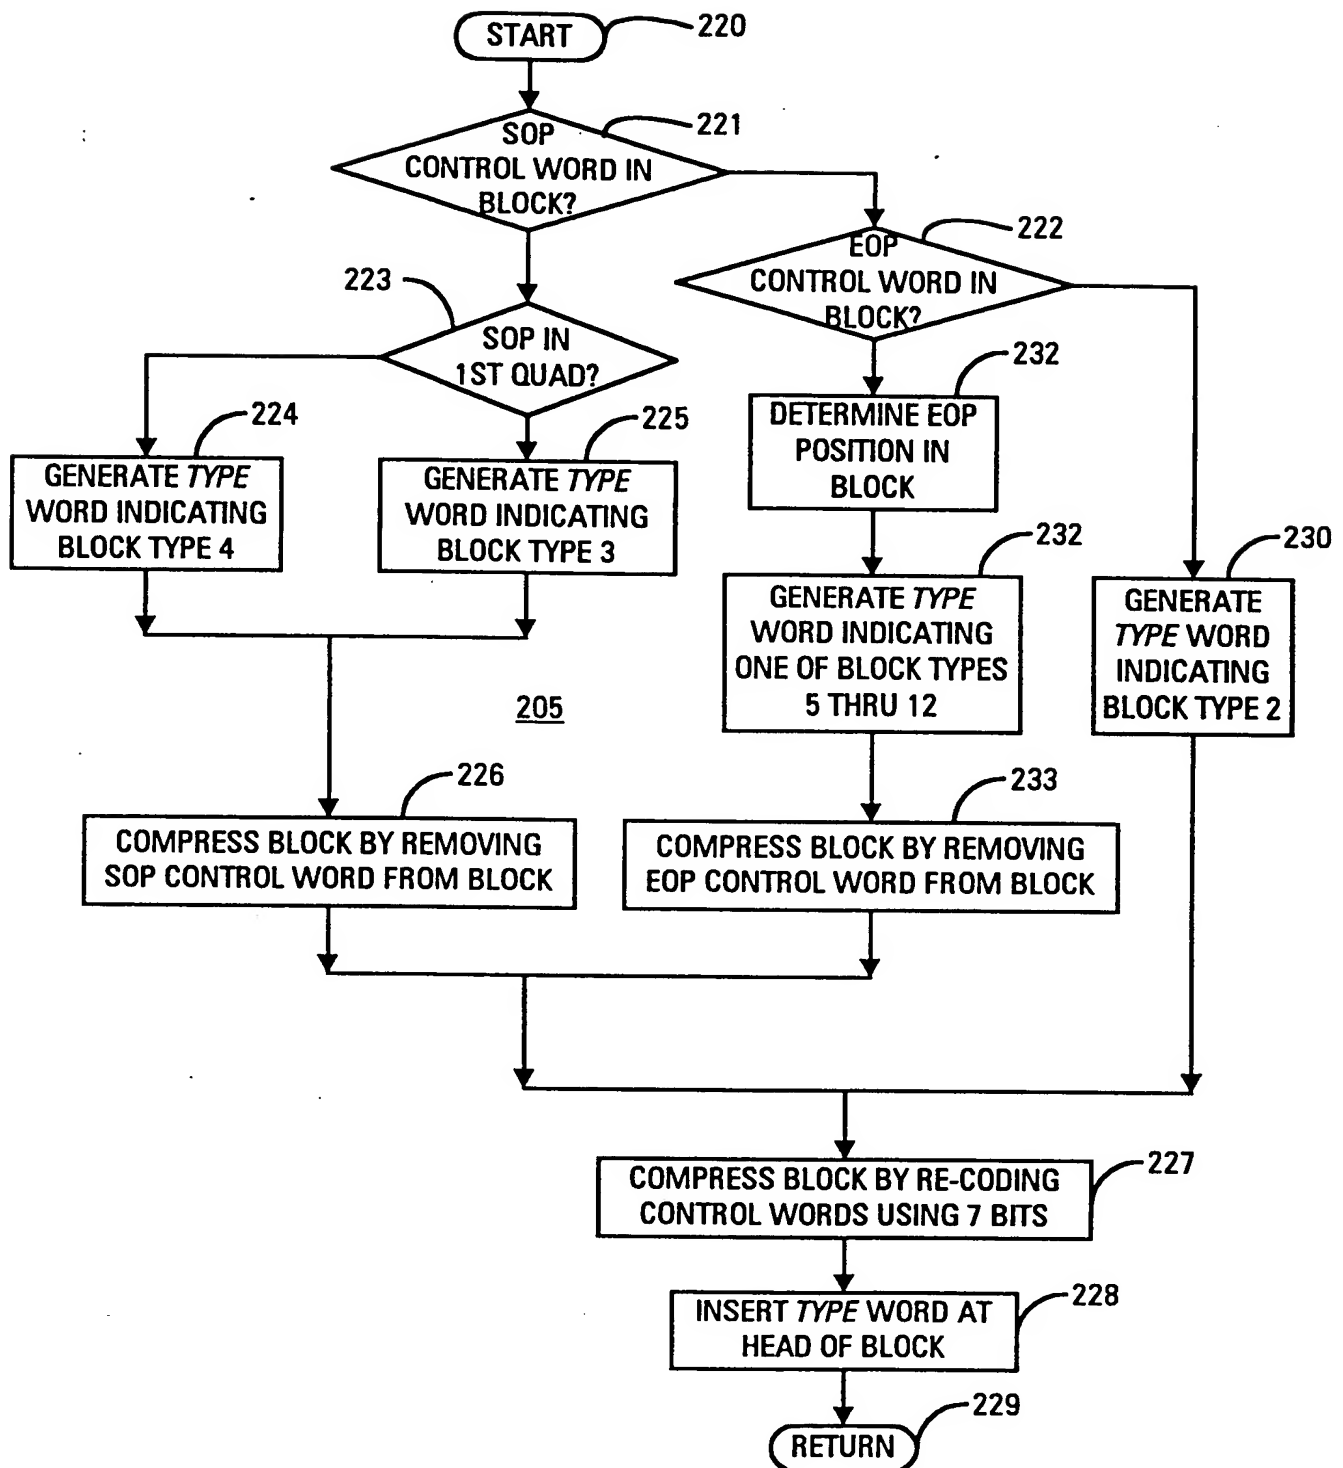 START
220
SOP
CONTROL WORD IN
BLOCK?
221
EOP
CONTROL WORD IN
BLOCK?
222
223
SOP IN
1ST QUAD?
232
DETERMINE EOP
POSITION IN
BLOCK
224
GENERATE TYPE
WORD INDICATING
BLOCK TYPE 4
225
GENERATE TYPE
WORD INDICATING
BLOCK TYPE 3
232
GENERATE TYPE
WORD INDICATING
ONE OF BLOCK TYPES
5 THRU 12
230
GENERATE
TYPE WORD
INDICATING
BLOCK TYPE 2
205
226
COMPRESS BLOCK BY REMOVING
SOP CONTROL WORD FROM BLOCK
233
COMPRESS BLOCK BY REMOVING
EOP CONTROL WORD FROM BLOCK
227
COMPRESS BLOCK BY RE-CODING
CONTROL WORDS USING 7 BITS
228
INSERT TYPE WORD AT
HEAD OF BLOCK
229
RETURN